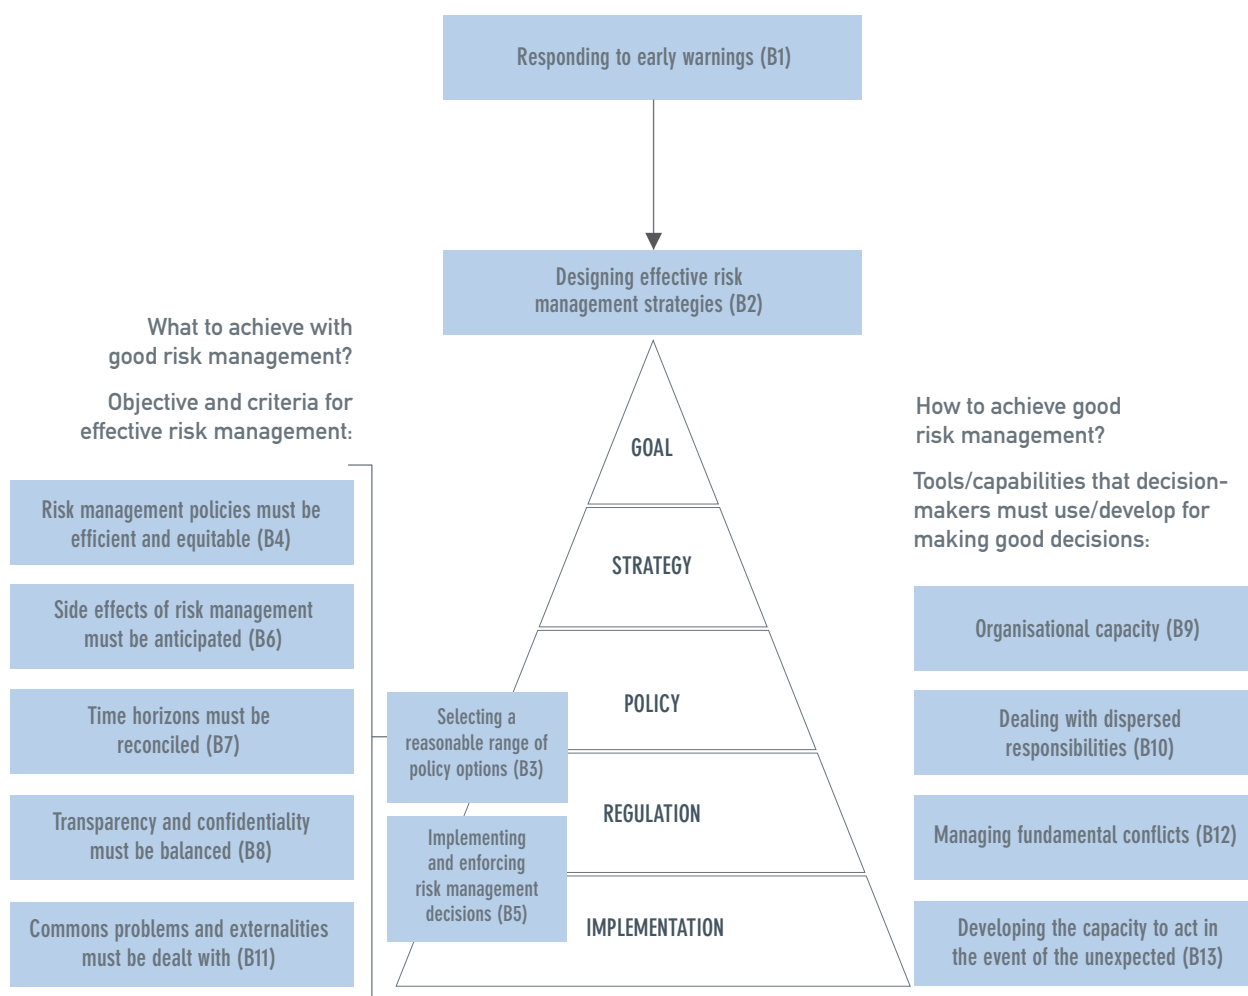 Responding to early warnings (B1)
Designing effective risk
management strategies (B2)
What to achieve with
good risk management?
Objective and criteria for
effective risk management:
Risk management policies must be
efficient and equitable (B4)
Side effects of risk management
must be anticipated (B6)
Time horizons must be
reconciled (B7)
Transparency and confidentiality
must be balanced (B8)
Commons problems and externalities
must be dealt with (B11)
GOAL
STRATEGY
POLICY
REGULATION
IMPLEMENTATION
Selecting a
reasonable range of
policy options (B3)
Implementing
and enforcing
risk management
decisions (B5)
How to achieve good
risk management?
Tools/capabilities that decision-
makers must use/develop for
making good decisions:
Organisational capacity (B9)
Dealing with dispersed
responsibilities (B10)
Managing fundamental conflicts (B12)
Developing the capacity to act in
the event of the unexpected (B13)